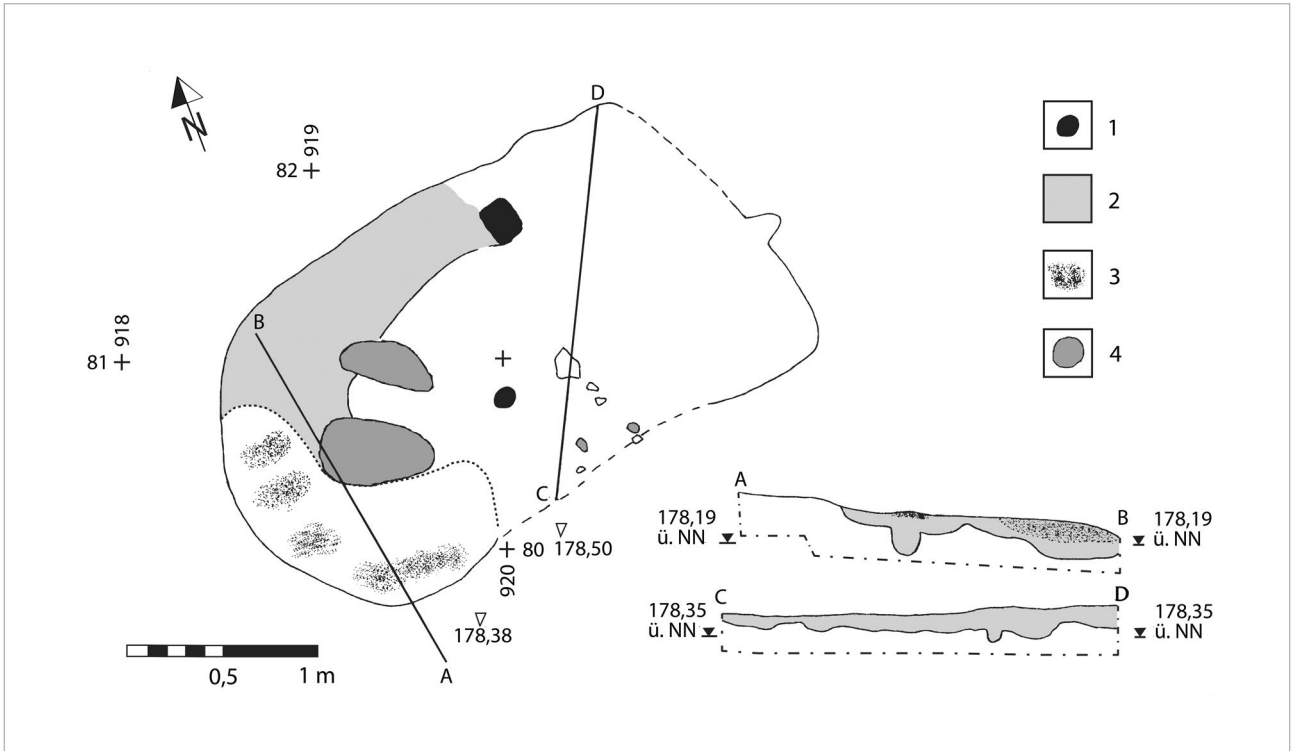 D
N
82 + 919
1
2
3
4
B
81 + 918
C
178,50
920 + 80
178,38
A
0,5 1 m
A
178,19
ü. NN
B
178,19
ü. NN
C
178,35
ü. NN
D
178,35
ü. NN